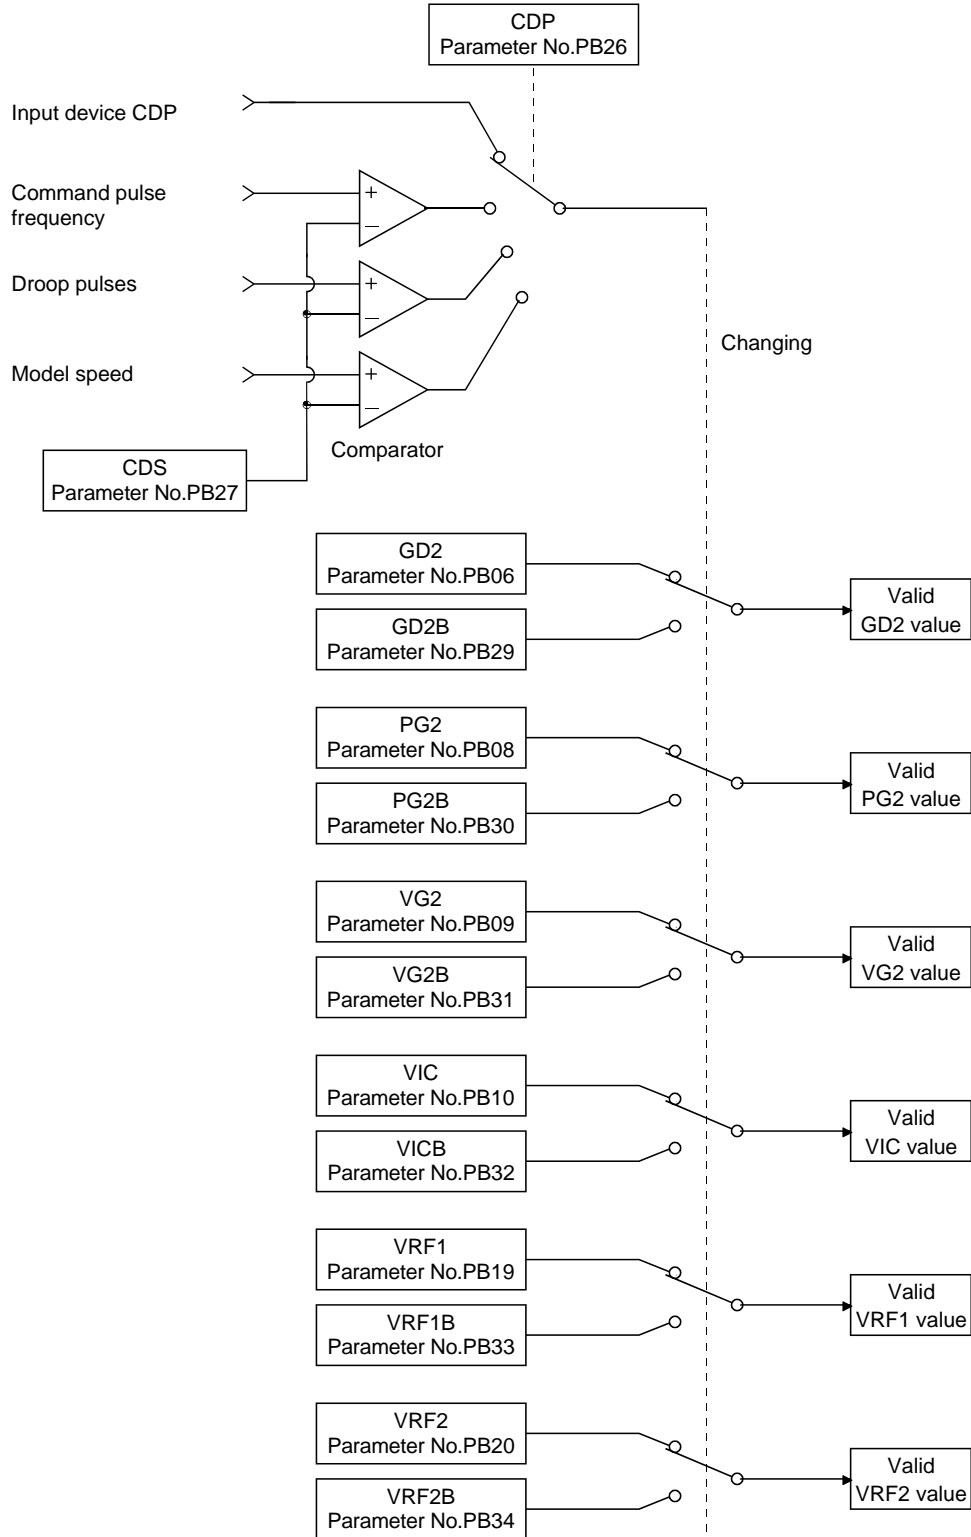 CDP
Parameter No.PB26
Input device CDP
Command pulse
frequency
+
−
Droop pulses
+
−
Changing
Model speed
+
−
Comparator
CDS
Parameter No.PB27
GD2
Parameter No.PB06
Valid
GD2 value
GD2B
Parameter No.PB29
PG2
Parameter No.PB08
Valid
PG2 value
PG2B
Parameter No.PB30
VG2
Parameter No.PB09
Valid
VG2 value
VG2B
Parameter No.PB31
VIC
Parameter No.PB10
Valid
VIC value
VICB
Parameter No.PB32
VRF1
Parameter No.PB19
Valid
VRF1 value
VRF1B
Parameter No.PB33
VRF2
Parameter No.PB20
Valid
VRF2 value
VRF2B
Parameter No.PB34